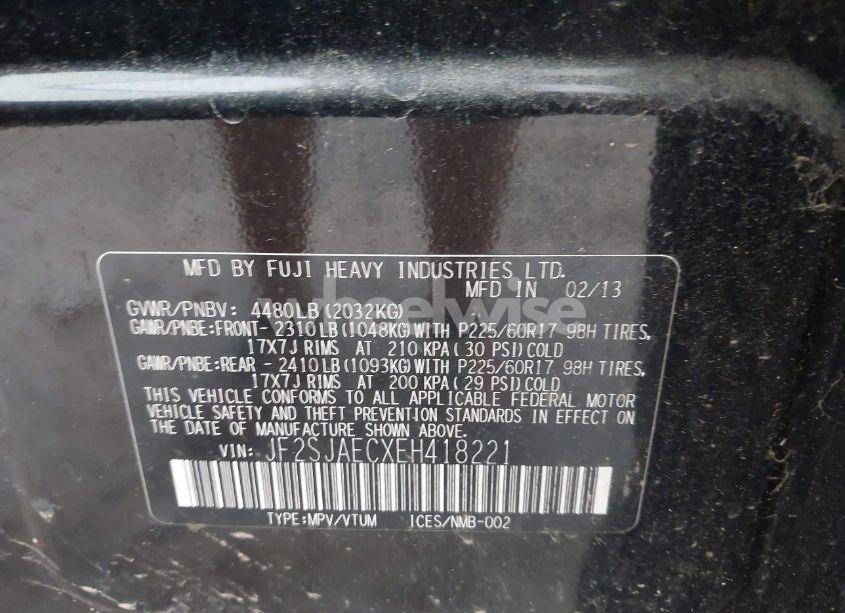 MFD BY FUJI HEAVY INDUSTRIES LTD.
MFD IN 02/13
GVWR/PNBV: 4480LB(2032KG)
GAWR/PNBE:FRONT-2310LB(1048KG)WITH P225/60R17 98H TIRES,
17X7J RIMS AT 210 KPA(30 PSI)COLD
GAWR/PNBE:REAR -2410LB(1093KG)WITH P225/60R17 98H TIRES,
17X7J RIMS AT 200 KPA(29 PSI)COLD
THIS VEHICLE CONFORMS TO ALL APPLICABLE FEDERAL MOTOR
VEHICLE SAFETY AND THEFT PREVENTION STANDARDS IN EFFECT ON
THE DATE OF MANUFACTURE SHOWN ABOVE.
VIN: JF2SJAECXEH418221
TYPE:MPV/VTUM ICES/NMB-002